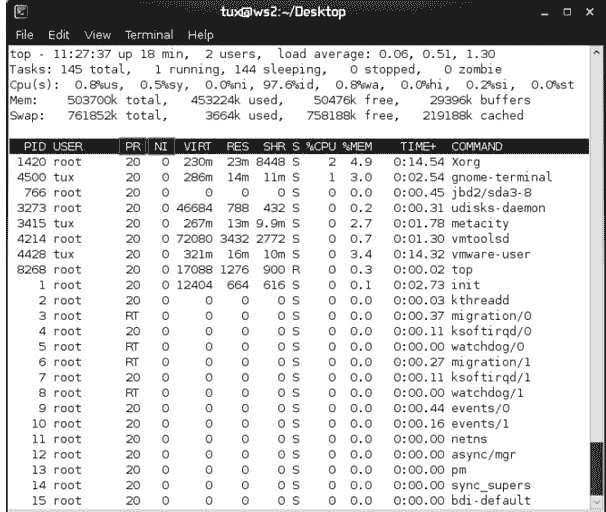 tux@ws2:~/Desktop
File Edit View Terminal Help
top - 11:27:37 up 18 min, 2 users, load average: 0.06, 0.51, 1.30
Tasks: 145 total, 1 running, 144 sleeping, 0 stopped, 0 zombie
Cpu(s): 0.8%us, 0.5%sy, 0.0%ni, 97.6%id, 0.8%wa, 0.0%hi, 0.2%si, 0.0%st
Mem: 503700k total, 453224k used, 50476k free, 29396k buffers
Swap: 761852k total, 3664k used, 758188k free, 219188k cached
PID USER PR NI VIRT RES SHR S %CPU %MEM TIME+ COMMAND
1420 root 20 0 230m 23m 8448 S 2 4.9 0:14.54 Xorg
4500 tux 20 0 286m 14m 11m S 1 3.0 0:02.54 gnome-terminal
766 root 20 0 0 0 0 S 0 0.0 0:00.45 jbd2/sda3-8
3273 root 20 0 46684 788 432 S 0 0.2 0:00.31 udisks-daemon
3415 tux 20 0 267m 13m 9.9m S 0 2.7 0:01.78 metacity
4214 root 20 0 72080 3432 2772 S 0 0.7 0:01.30 vmtoolsd
4428 tux 20 0 321m 16m 10m S 0 3.4 0:14.32 vmware-user
8268 root 20 0 17088 1276 900 R 0 0.3 0:00.02 top
1 root 20 0 12404 664 616 S 0 0.1 0:02.73 init
2 root 20 0 0 0 0 S 0 0.0 0:00.03 kthreadd
3 root RT 0 0 0 0 S 0 0.0 0:00.37 migration/0
4 root 20 0 0 0 0 S 0 0.0 0:00.11 ksoftirqd/0
5 root RT 0 0 0 0 S 0 0.0 0:00.00 watchdog/0
6 root RT 0 0 0 0 S 0 0.0 0:00.27 migration/1
7 root 20 0 0 0 0 S 0 0.0 0:00.11 ksoftirqd/1
8 root RT 0 0 0 0 S 0 0.0 0:00.00 watchdog/1
9 root 20 0 0 0 0 S 0 0.0 0:00.44 events/0
10 root 20 0 0 0 0 S 0 0.0 0:00.16 events/1
11 root 20 0 0 0 0 S 0 0.0 0:00.00 netns
12 root 20 0 0 0 0 S 0 0.0 0:00.00 async/mgr
13 root 20 0 0 0 0 S 0 0.0 0:00.00 pm
14 root 20 0 0 0 0 S 0 0.0 0:00.00 sync_supers
15 root 20 0 0 0 0 S 0 0.0 0:00.00 bdi-default